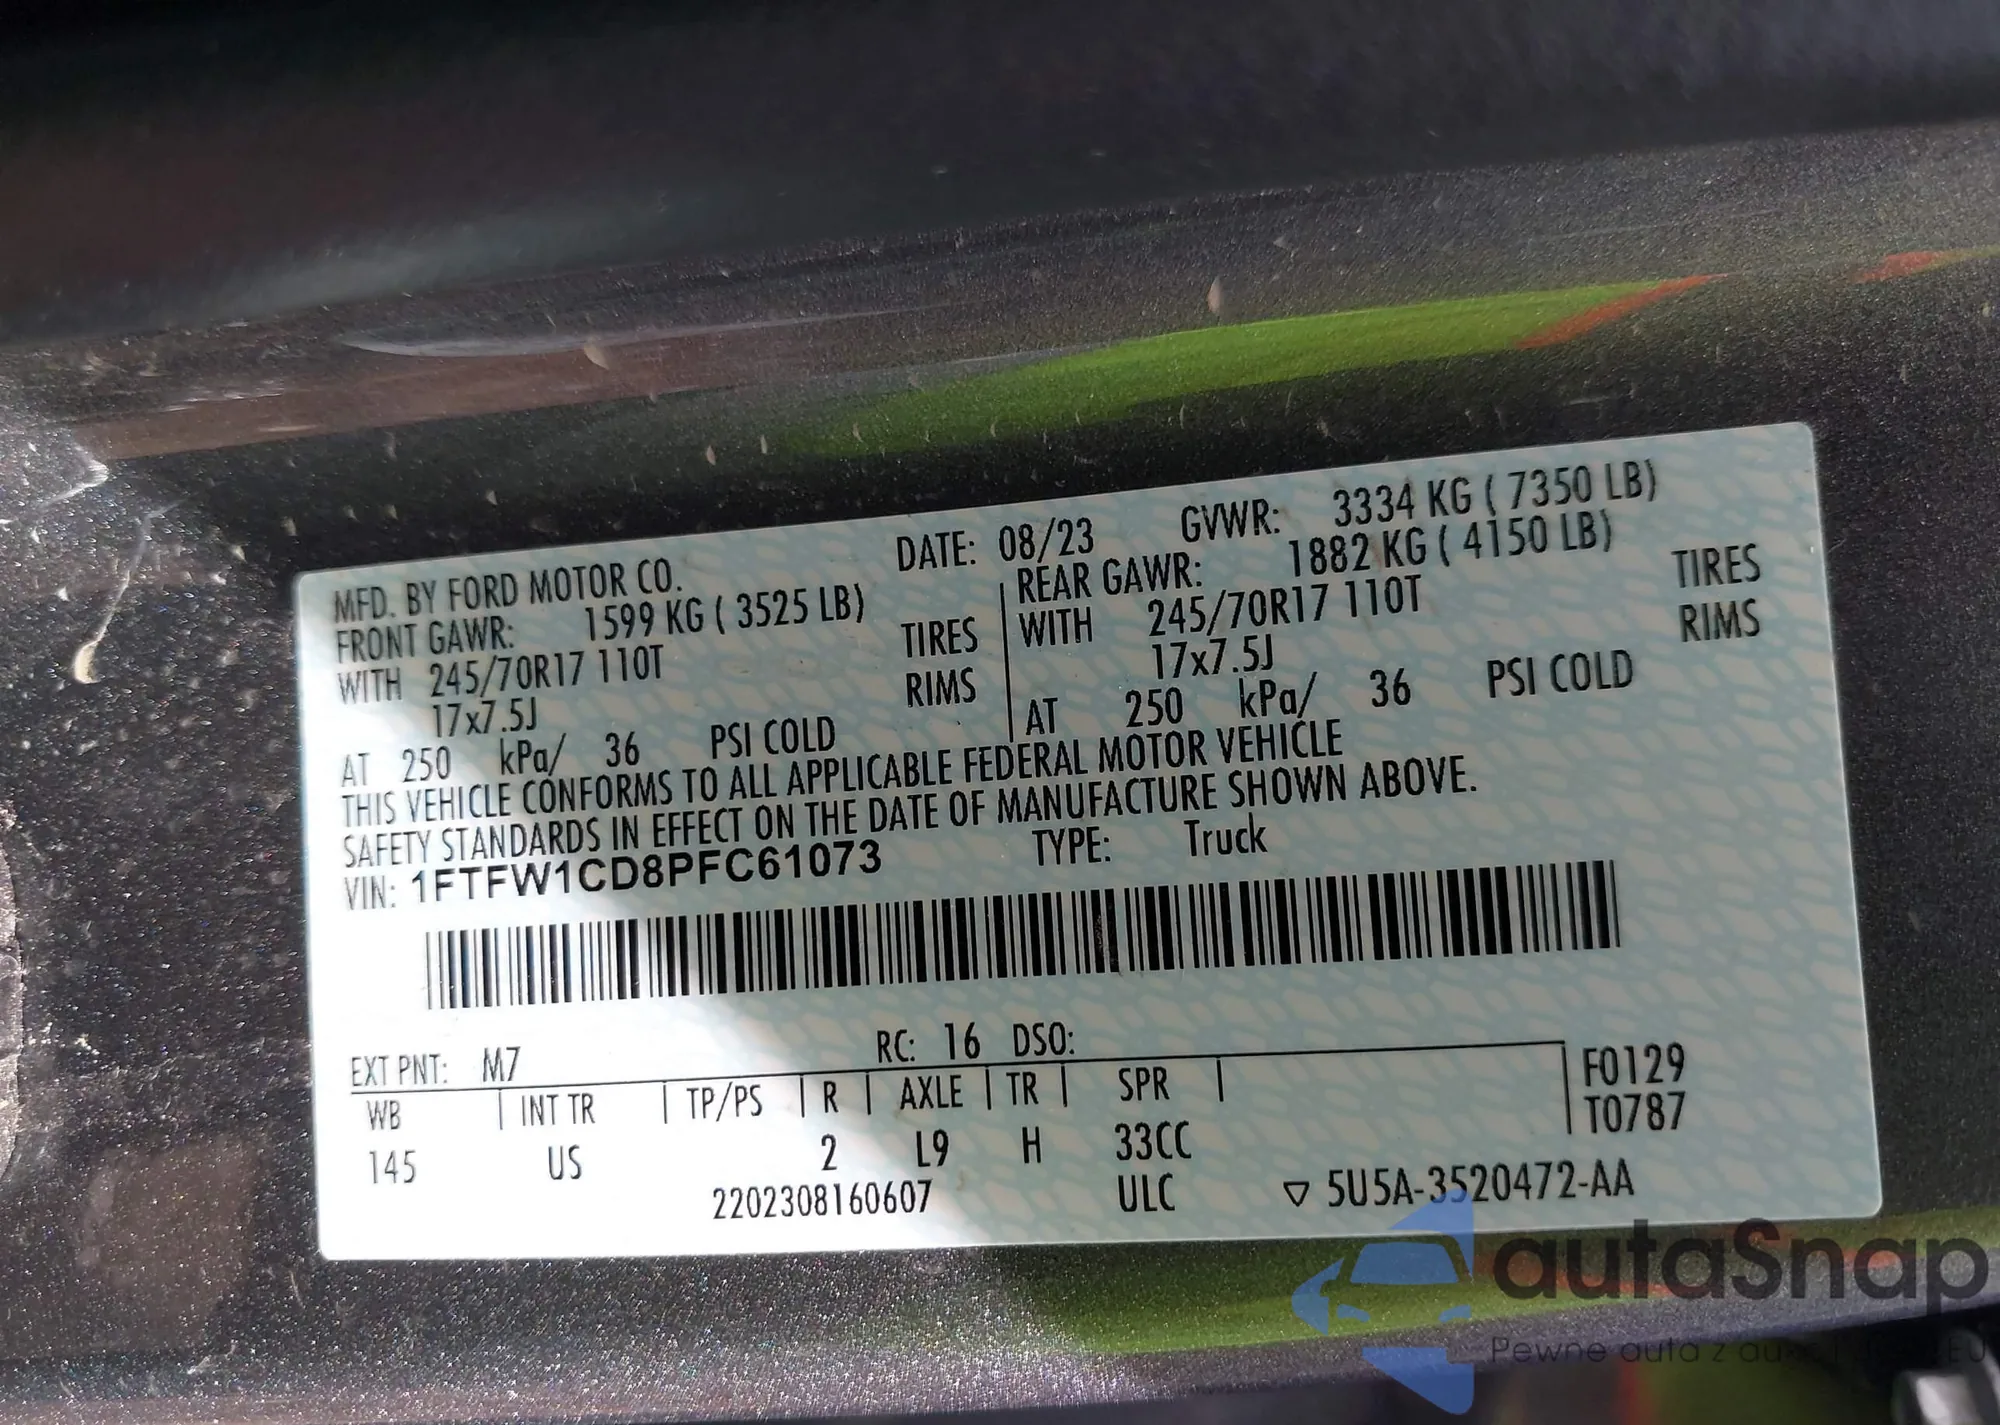 MFD. BY FORD MOTOR CO. DATE: 08/23 GVWR: 3334 KG ( 7350 LB)
FRONT GAWR: 1599 KG ( 3525 LB) REAR GAWR: 1882 KG ( 4150 LB)
WITH 245/70R17 110T TIRES WITH 245/70R17 110T TIRES
17x7.5J RIMS 17x7.5J RIMS
AT 250 kPa/ 36 PSI COLD AT 250 kPa/ 36 PSI COLD
THIS VEHICLE CONFORMS TO ALL APPLICABLE FEDERAL MOTOR VEHICLE
SAFETY STANDARDS IN EFFECT ON THE DATE OF MANUFACTURE SHOWN ABOVE.
VIN: 1FTFW1CD8PFC61073 TYPE: Truck
EXT PNT: M7 RC: 16 DSO:
WB INT TR TP/PS R AXLE TR SPR F0129
T0787
145 US 2 L9 H 33CC
2202308160607 ULC ▽ 5U5A-3520472-AA
autaSnap
Pewne auta z